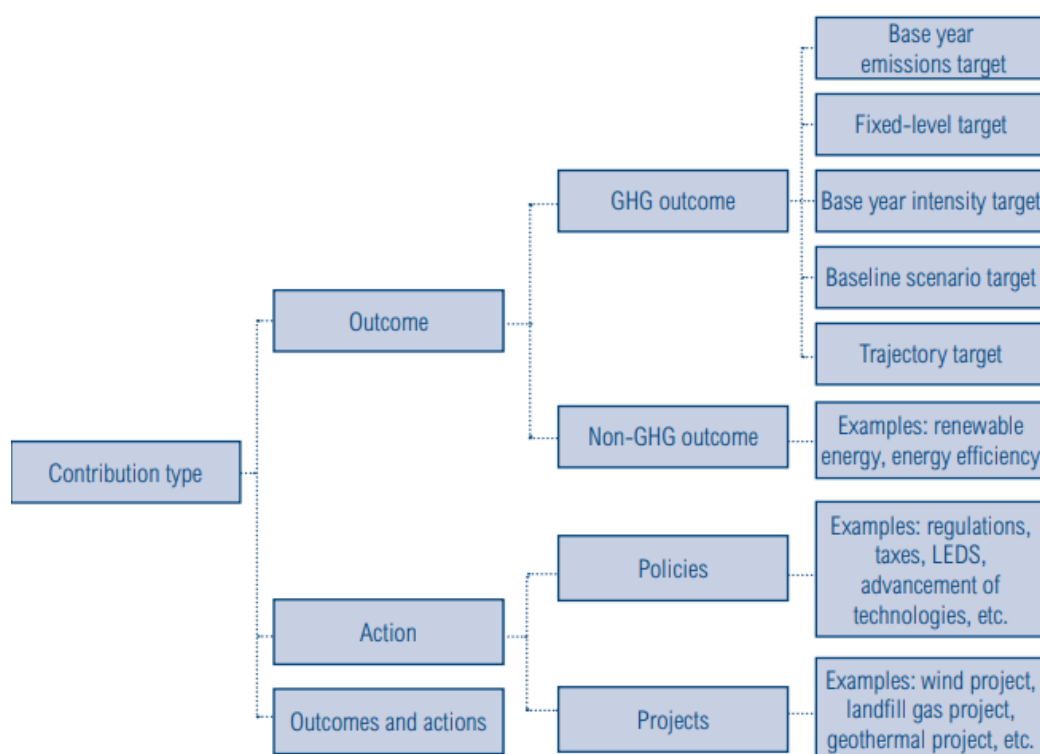 Contribution type
Outcome
Action
Outcomes and actions
GHG outcome
Non-GHG outcome
Policies
Projects
Base year
emissions target
Fixed-level target
Base year intensity target
Baseline scenario target
Trajectory target
Examples: renewable
energy, energy efficiency
Examples: regulations,
taxes, LEDS,
advancement of
technologies, etc.
Examples: wind project,
landfill gas project,
geothermal project, etc.